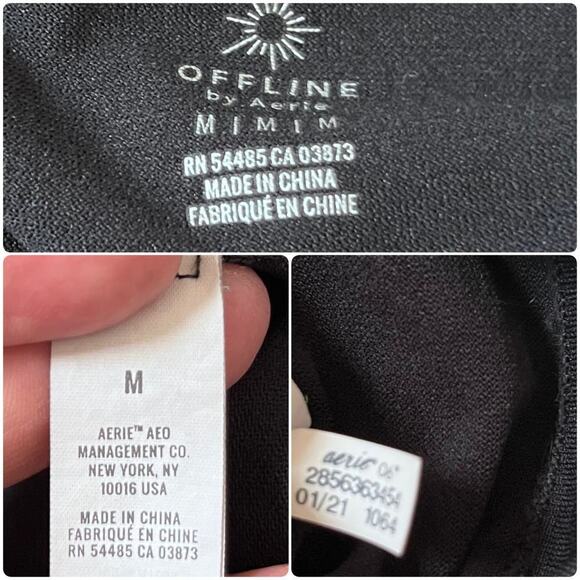 OFFLINE
by Aerie
M | M | M
RN 54485 CA 03873
MADE IN CHINA
FABRIQUÉ EN CHINE
M
AERIE™ AEO
MANAGEMENT CO.
NEW YORK, NY
10016 USA
MADE IN CHINA
FABRIQUÉ EN CHINE
RN 54485 CA 03873
aerie 06"
2856363454
01/21 1064